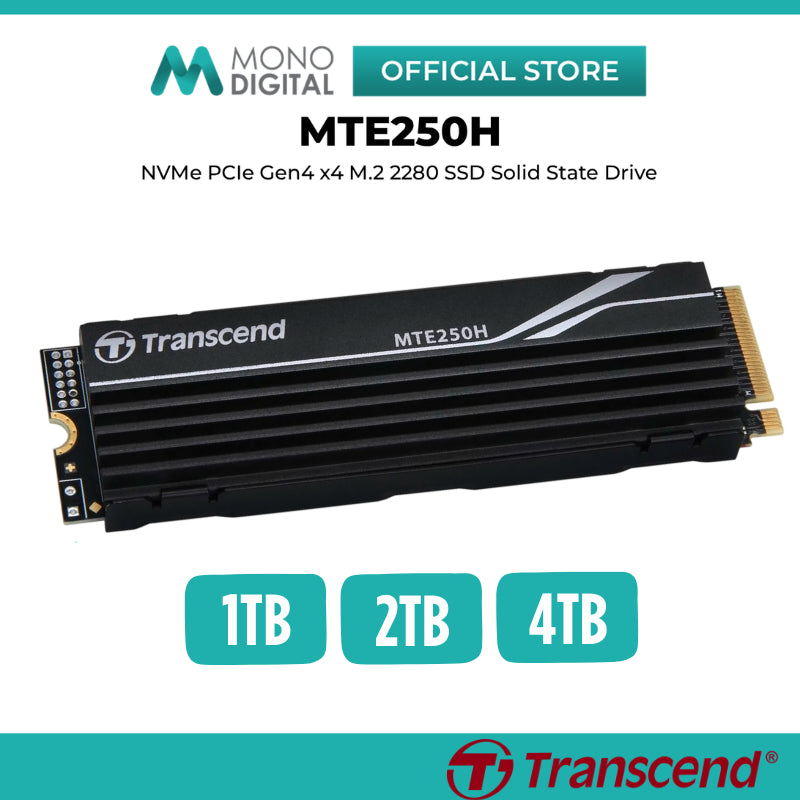 MONO
DIGITAL
OFFICIAL STORE
MTE250H
NVMe PCIe Gen4 x4 M.2 2280 SSD Solid State Drive
Transcend
MTE250H
1TB
2TB
4TB
Transcend®